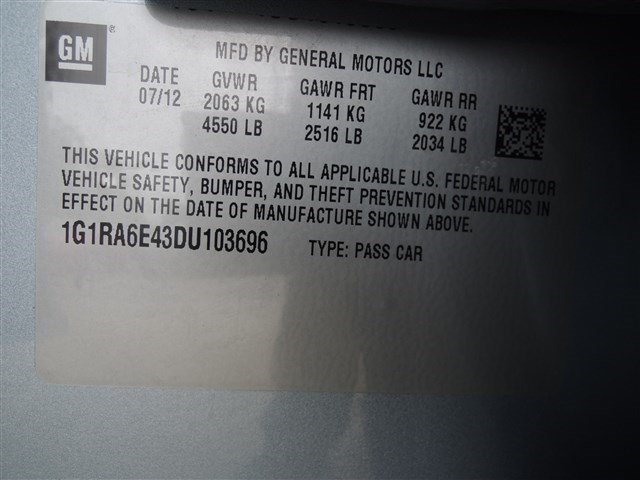 GM ®
MFD BY GENERAL MOTORS LLC
DATE GVWR GAWR FRT GAWR RR
07/12 2063 KG 1141 KG 922 KG
4550 LB 2516 LB 2034 LB
THIS VEHICLE CONFORMS TO ALL APPLICABLE U.S. FEDERAL MOTOR
VEHICLE SAFETY, BUMPER, AND THEFT PREVENTION STANDARDS IN
EFFECT ON THE DATE OF MANUFACTURE SHOWN ABOVE.
1G1RA6E43DU103696 TYPE: PASS CAR